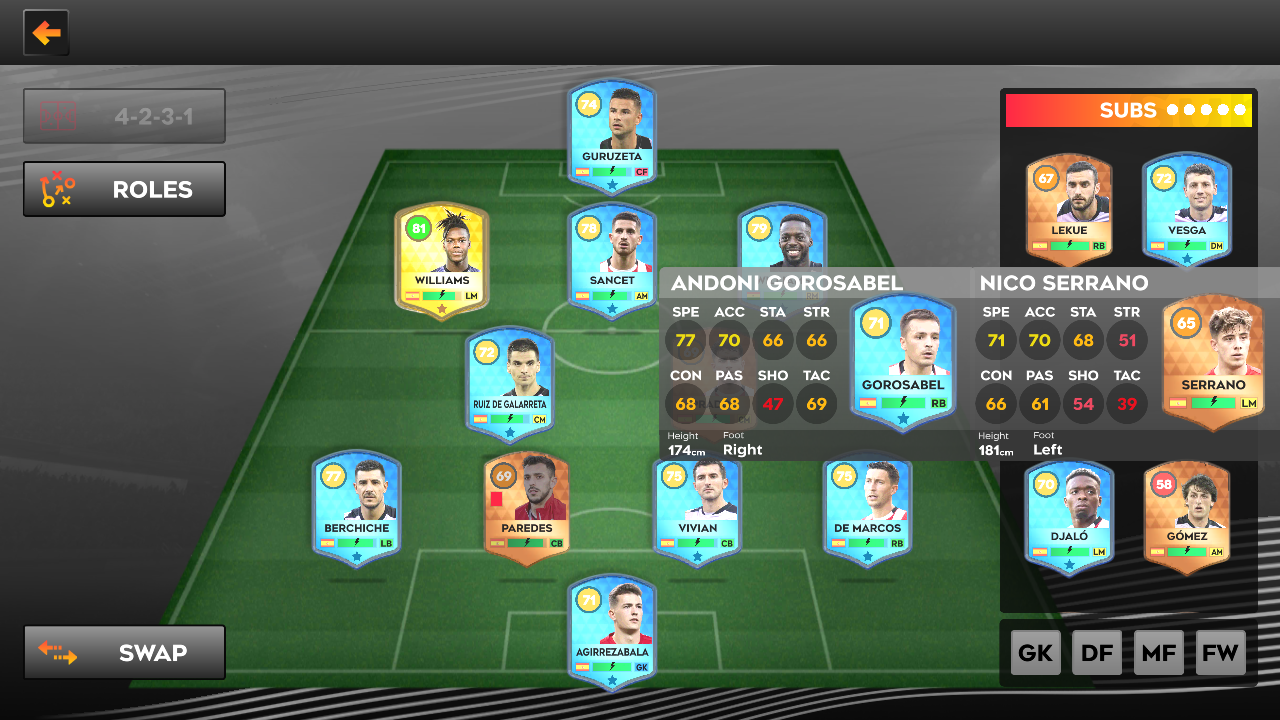 4-2-3-1
ROLES
SWAP
74
GURUZETA
CF
81
WILLIAMS
LM
78
SANCET
AM
79
72
RUIZ DE GALARRETA
CM
77
BERCHICHE
LB
69
PAREDES
CB
75
VIVIAN
CB
75
DE MARCOS
RB
71
AGIRREZABALA
GK
SUBS
67
LEKUE
RB
72
VESGA
DM
ANDONI GOROSABEL
SPE ACC STA STR
77 70 66 66
CON PAS SHO TAC
68 68 47 69
Height Foot
174cm Right
71
GOROSABEL
RB
NICO SERRANO
SPE ACC STA STR
71 70 68 51
CON PAS SHO TAC
66 61 54 39
Height Foot
181cm Left
65
SERRANO
LM
70
DJALÓ
LM
58
GÓMEZ
AM
GK DF MF FW